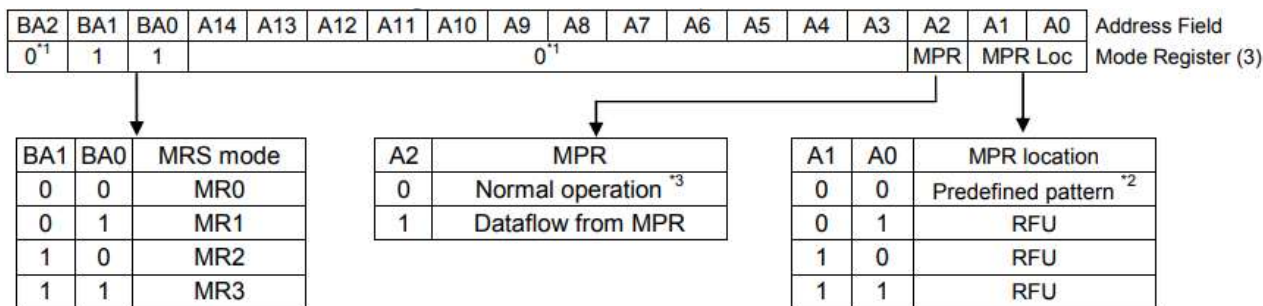 BA2 BA1 BA0 A14 A13 A12 A11 A10 A9 A8 A7 A6 A5 A4 A3 A2 A1 A0 Address Field
0*1 1 1 0*1 MPR MPR Loc Mode Register (3)
BA1 BA0 MRS mode
0 0 MR0
0 1 MR1
1 0 MR2
1 1 MR3
A2 MPR
0 Normal operation *3
1 Dataflow from MPR
A1 A0 MPR location
0 0 Predefined pattern *2
0 1 RFU
1 0 RFU
1 1 RFU